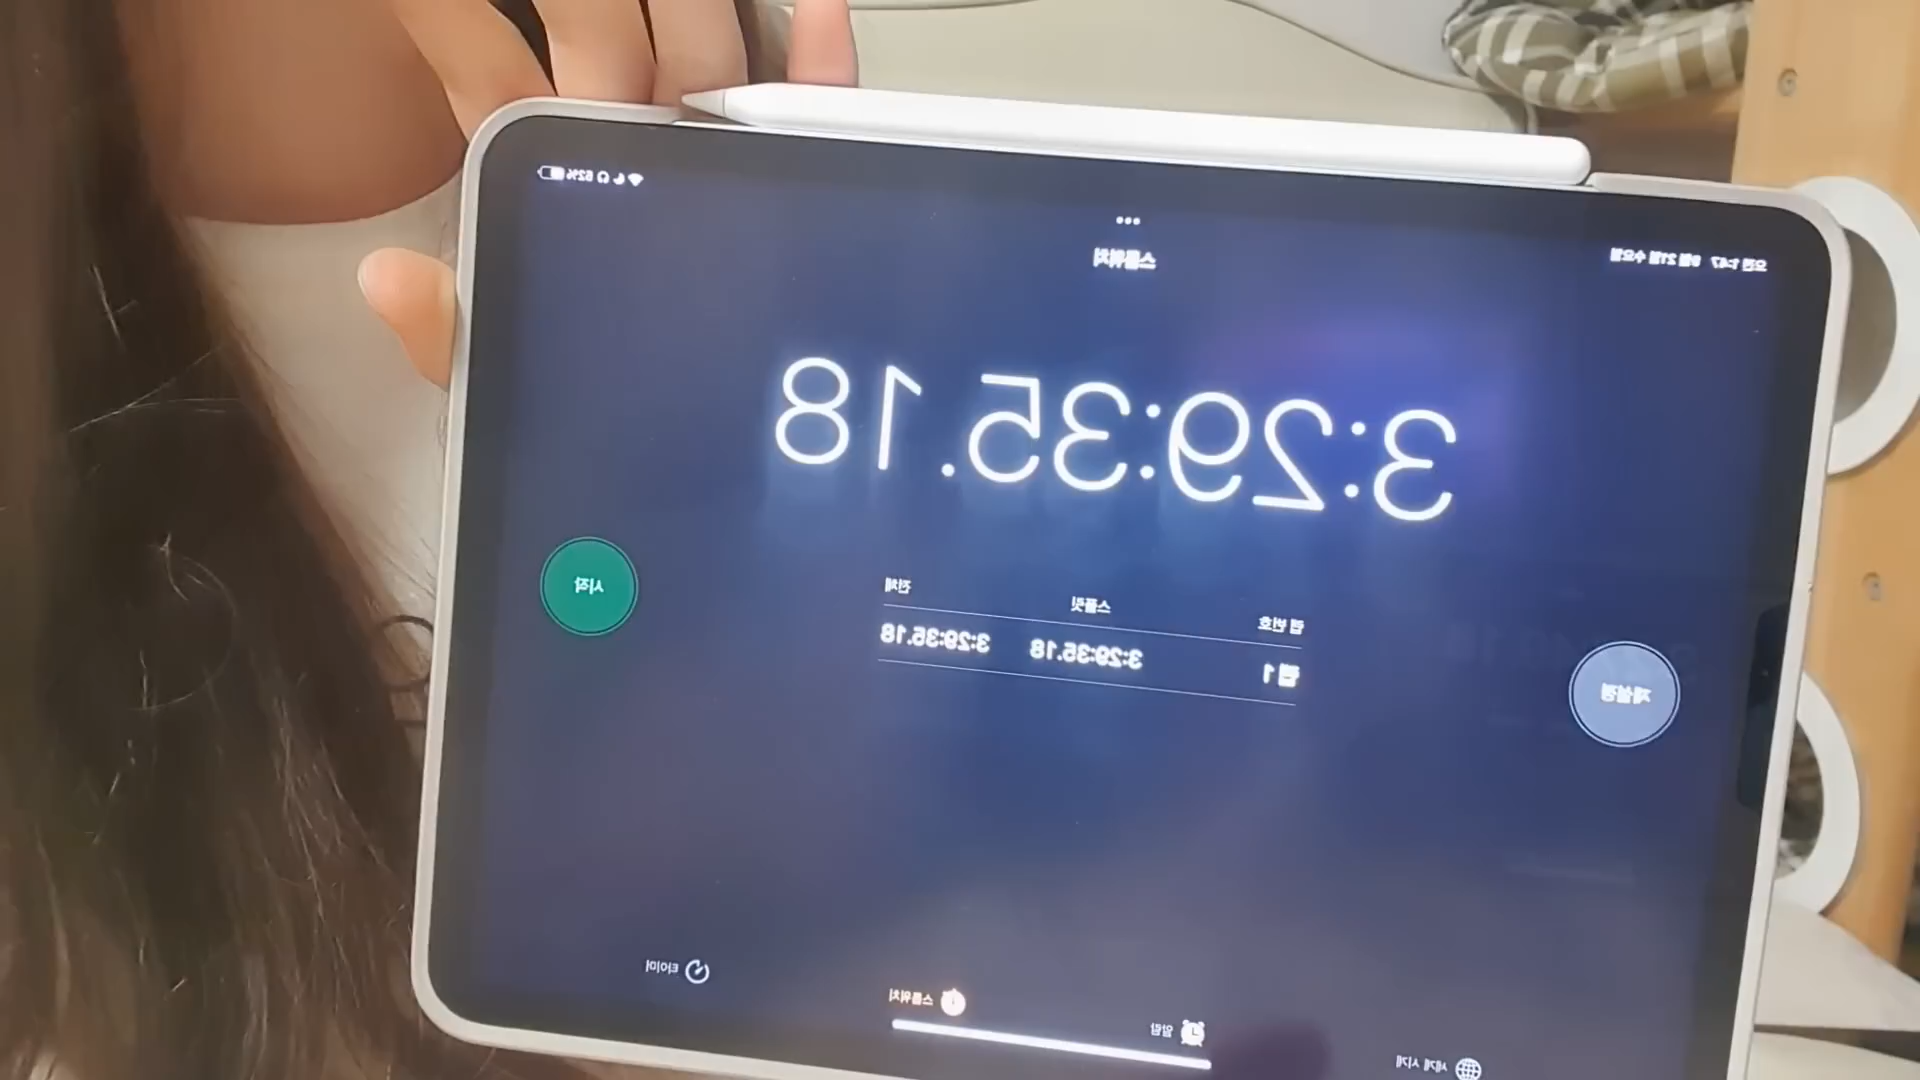 오전 1:47 9월 21일 수요일
62%
스톱워치
3:29:35.18
재설정
시작
랩 번호 스플릿 전체
랩 1 3:29:35.18 3:29:35.18
세계 시계
알람
스톱워치
타이머